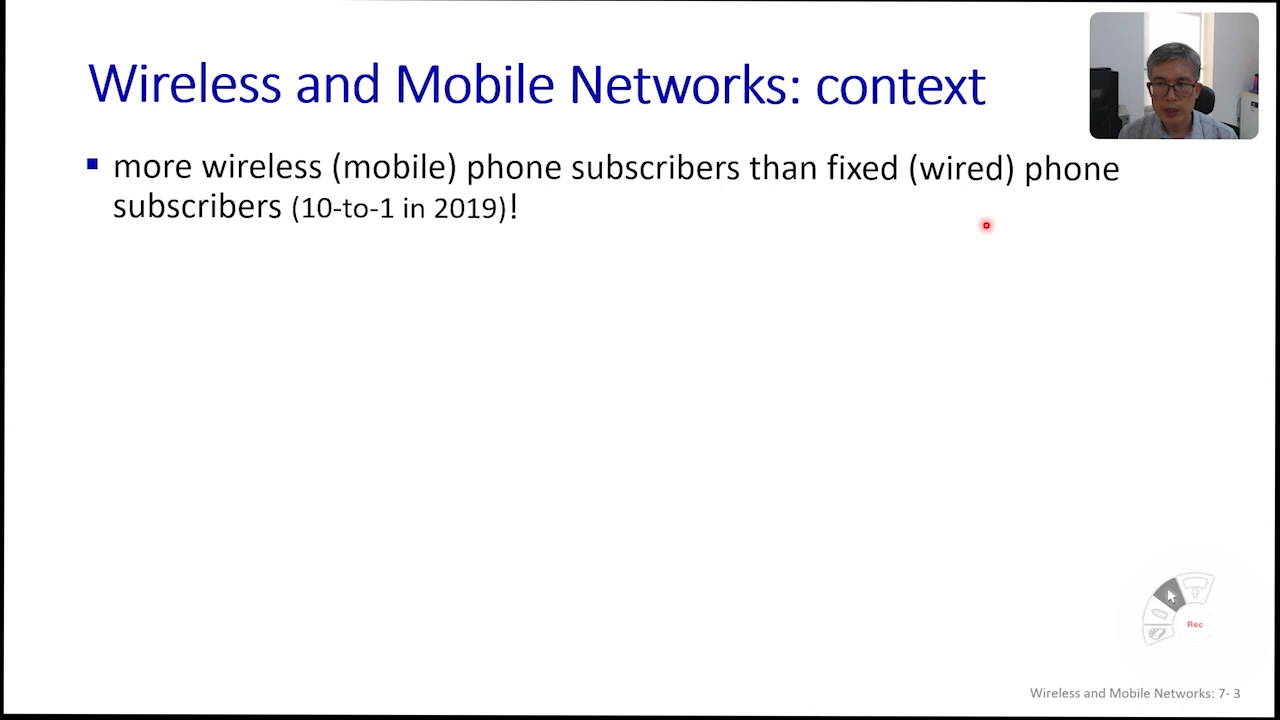 Wireless and Mobile Networks: context
▪ more wireless (mobile) phone subscribers than fixed (wired) phone
subscribers (10-to-1 in 2019)!
Rec
Wireless and Mobile Networks: 7- 3